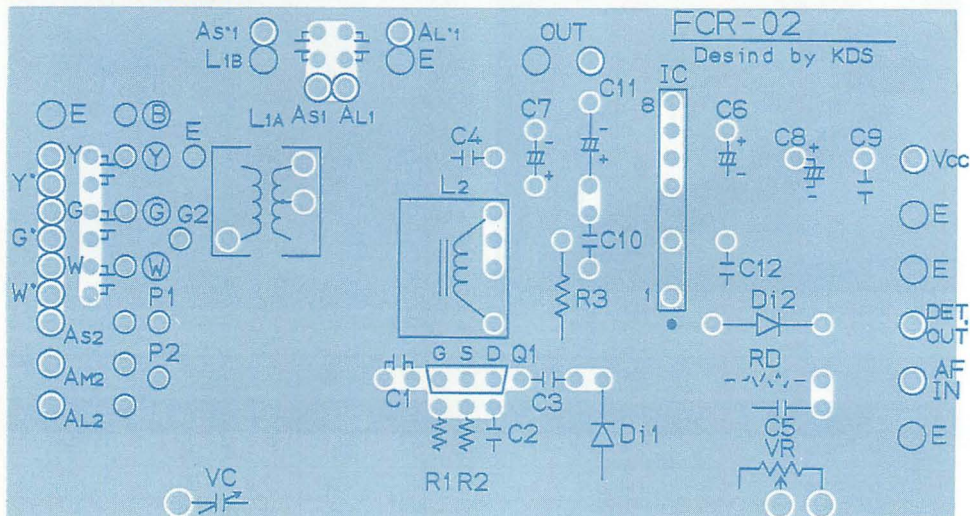 FCR-02
Desind by KDS
As*1
AL*1
L1B
E
OUT
L1A
AS1
AL1
C11
IC
8
C7
-
+
-
+
C6
+
-
C8
+
-
C9
Vcc
E
B
E
C4
Y
Y
Y*
L2
G
G
G2
E
G*
C10
W
W
C12
E
W*
P1
R3
1
Di2
DET.
OUT
AS2
P2
G S D
Q1
RD
AF
IN
AM2
C1
C3
C5
AL2
C2
Di1
VR
E
R1
R2
VC